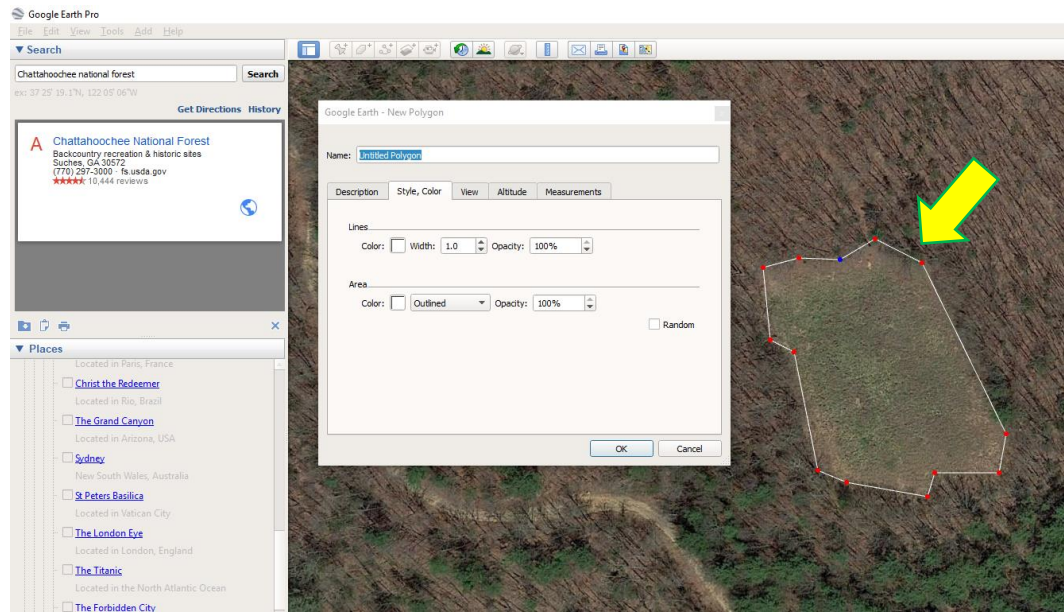 Google Earth Pro
File Edit View Tools Add Help
Search
Chattahoochee national forest
Search
ex: 37 25' 19.1"N, 122 05' 06"W
Get Directions History
A
Chattahoochee National Forest
Backcountry recreation & historic sites
Suches, GA 30572
(770) 297-3000 · fs.usda.gov
10,444 reviews
Places
Located in Paris, France
Christ the Redeemer
Located in Rio, Brazil
The Grand Canyon
Located in Arizona, USA
Sydney
New South Wales, Australia
St Peters Basilica
Located in Vatican City
The London Eye
Located in London, England
The Titanic
Located in the North Atlantic Ocean
The Forbidden City
Google Earth - New Polygon
Name: Untitled Polygon
Description Style, Color View Altitude Measurements
Lines
Color: Width: 1.0 Opacity: 100%
Area
Color: Outlined Opacity: 100%
Random
OK Cancel